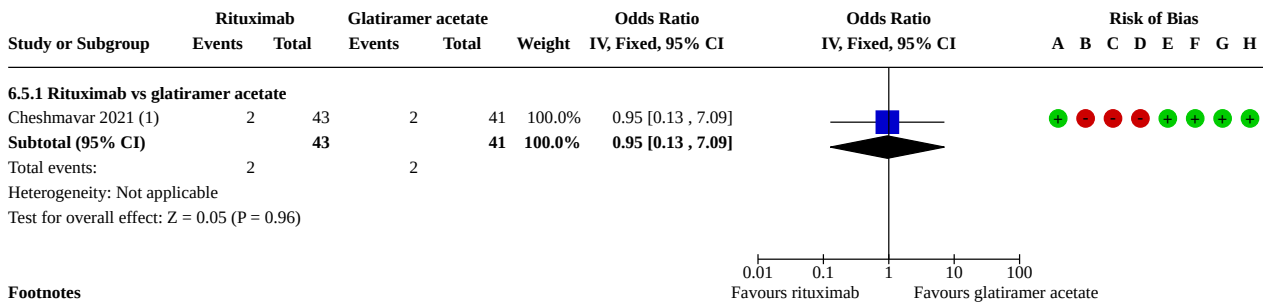 Rituximab Glatiramer acetate Odds Ratio Odds Ratio Risk of Bias
Study or Subgroup Events Total Events Total Weight IV, Fixed, 95% CI IV, Fixed, 95% CI A B C D E F G H
6.5.1 Rituximab vs glatiramer acetate
Cheshmavar 2021 (1) 2 43 2 41 100.0% 0.95 [0.13 , 7.09] + - - - + + + +
Subtotal (95% CI) 43 41 100.0% 0.95 [0.13 , 7.09]
Total events: 2 2
Heterogeneity: Not applicable
Test for overall effect: Z = 0.05 (P = 0.96)
0.01 0.1 1 10 100
Footnotes Favours rituximab Favours glatiramer acetate